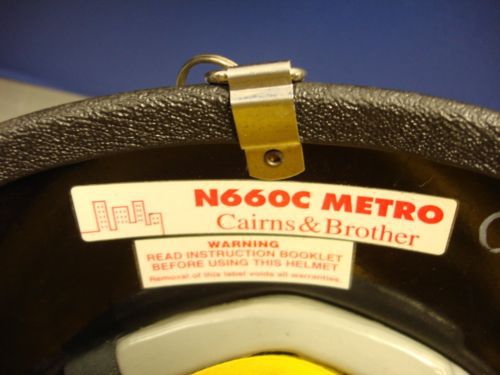 N660C METRO
Cairns & Brother
WARNING
READ INSTRUCTION BOOKLET
BEFORE USING THIS HELMET
Removal of this label voids all warranties.